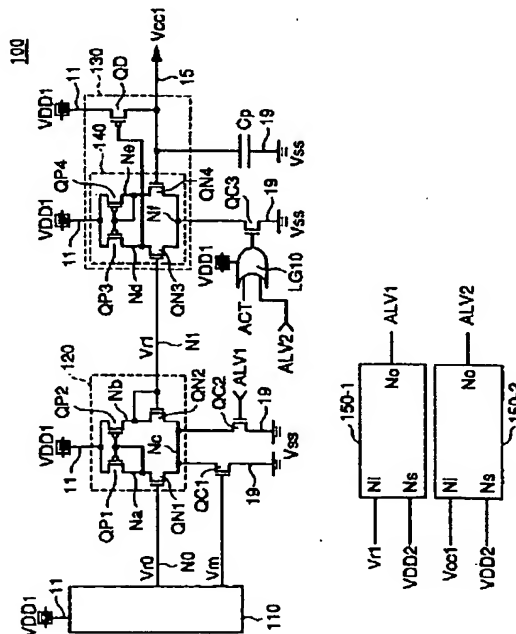 100
VDD1
11
110
Vr0
N0
Vm
120
VDD1
11
QP1
QP2
Na
Nb
Nc
QN1
QN2
QC1
QC2
ALV1
19
19
Vss
Vr1
N1
130
140
VDD1
11
QP3
QP4
Nd
Ne
Nf
QN3
QN4
VDD1
11
QD
15
Vcc1
Cp
19
Vss
VDD1
ACT
ALV2
LG10
QC3
19
Vss
150-1
Vr1
Ni
No
ALV1
VDD2
Ns
150-2
Vcc1
Ni
No
ALV2
VDD2
Ns